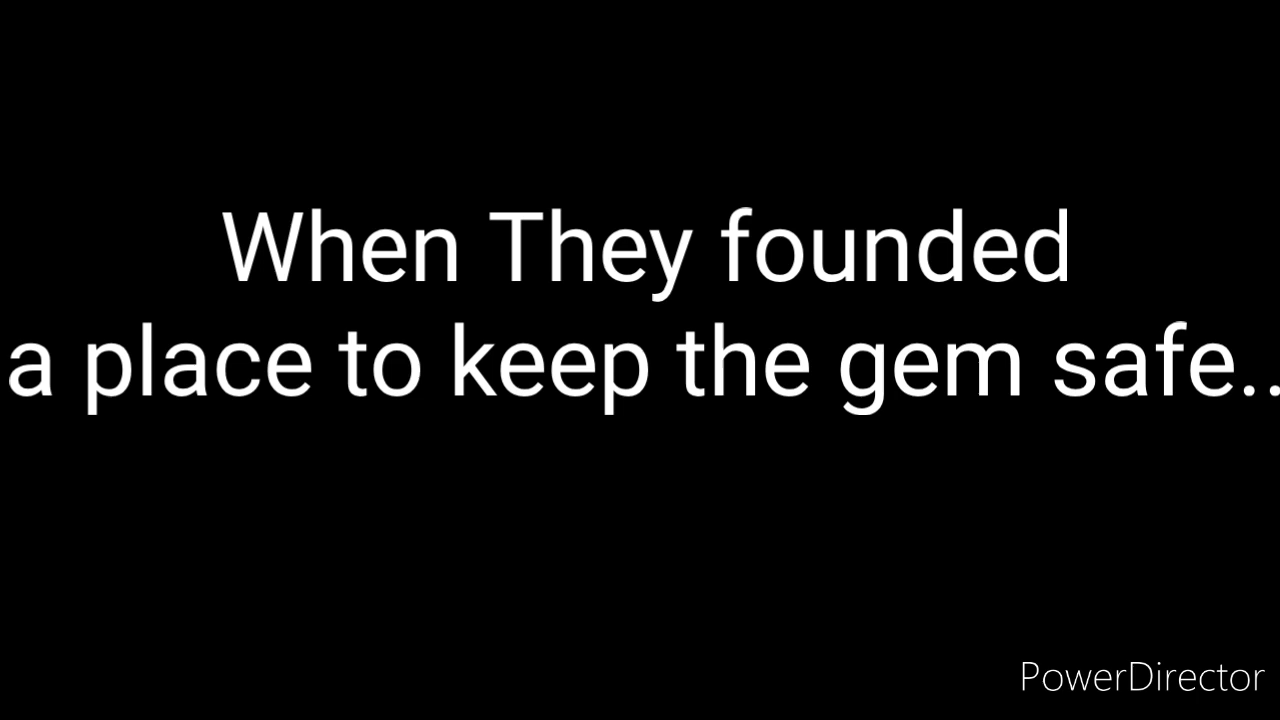 When They founded
a place to keep the gem safe..
PowerDirector